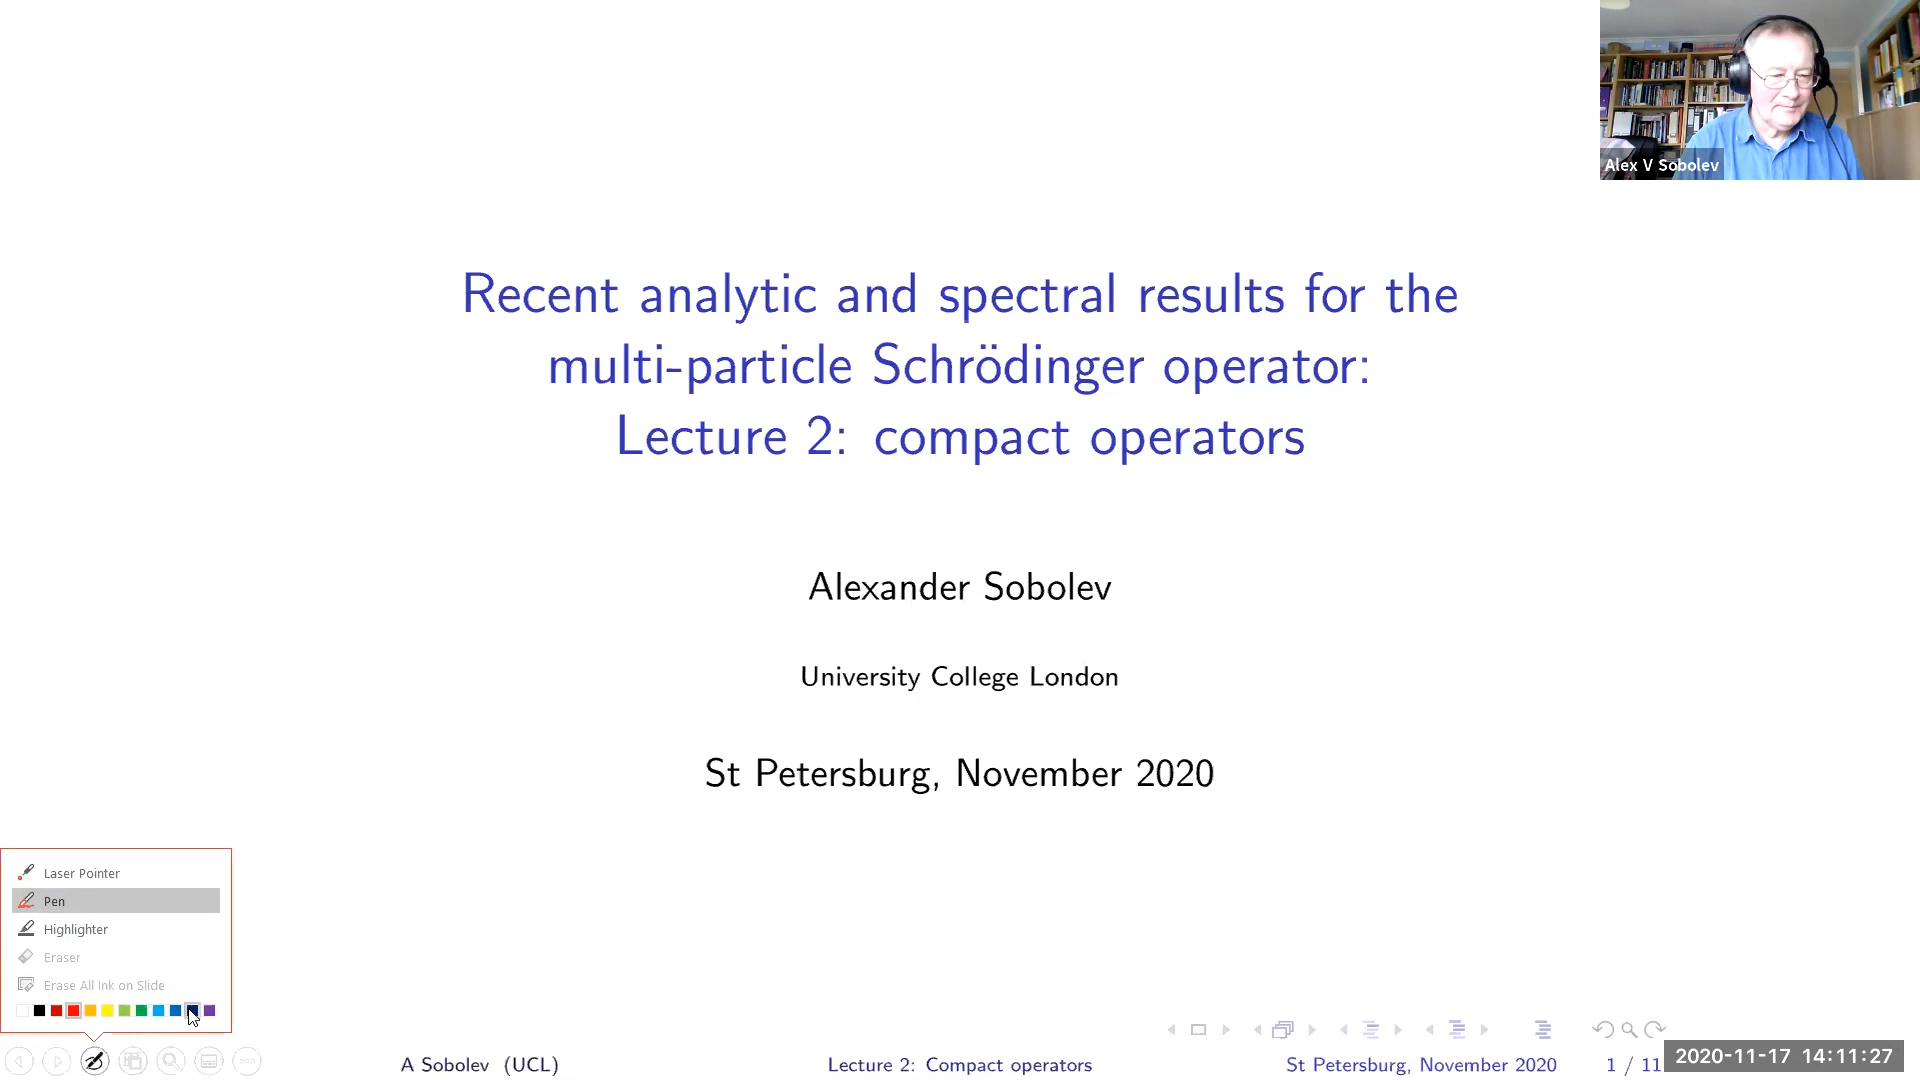 Alex V Sobolev
Recent analytic and spectral results for the
multi-particle Schrödinger operator:
Lecture 2: compact operators
Alexander Sobolev
University College London
St Petersburg, November 2020
Laser Pointer
Pen
Highlighter
Eraser
Erase All Ink on Slide
A Sobolev (UCL)
Lecture 2: Compact operators
St Petersburg, November 2020
1 / 11
2020-11-17 14:11:27